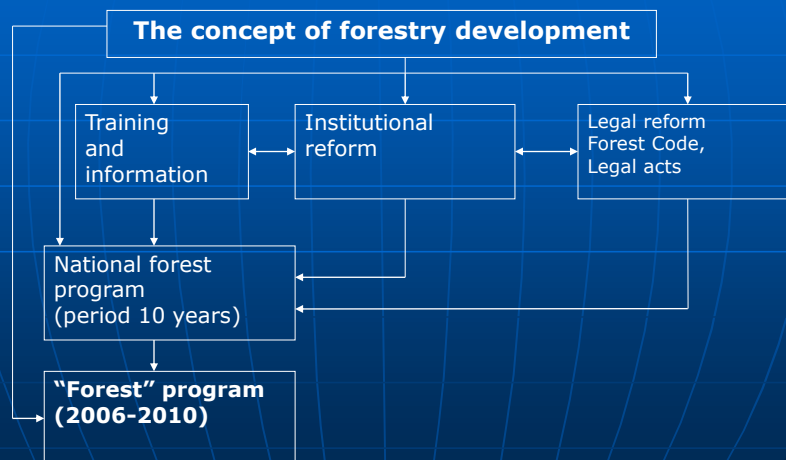 The concept of forestry development
Training
and
information
Institutional
reform
Legal reform
Forest Code,
Legal acts
National forest
program
(period 10 years)
“Forest” program
(2006-2010)